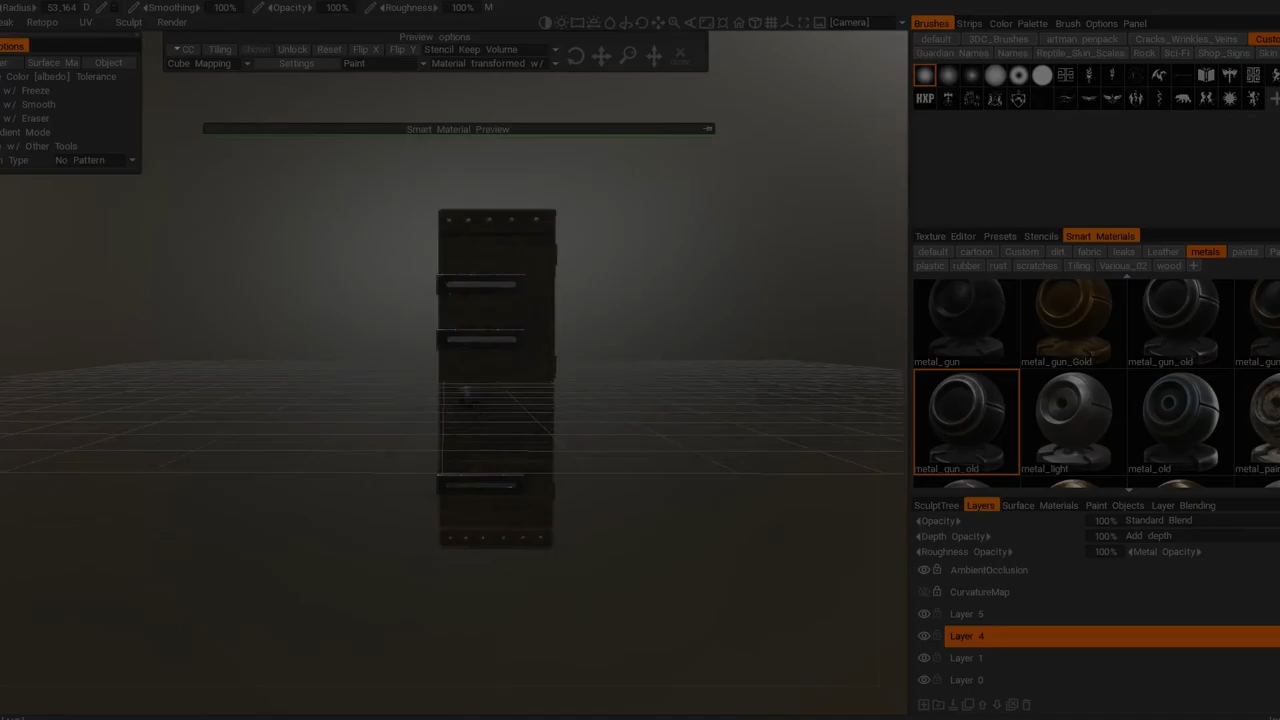 Radius 53,164 D Smoothing 100% Opacity 100% Roughness 100% M
eak Retopo UV Sculpt Render [Camera]
Preview options
CC Tiling Shown Unlock Reset Flip X Flip Y Stencil Keep Volume
Cube Mapping Settings Paint Material transformed w/
Smart Material Preview
ptions
er Surface Ma Object
e Color [albedo] Tolerance
w/ Freeze
w/ Smooth
w/ Eraser
dient Mode
w/ Other Tools
n Type No Pattern
Brushes Strips Color Palette Brush Options Panel
default 3DC_Brushes artman penpack Cracks_Wrinkles_Veins Custo
Guardian Names Names Reptile_Skin_Scales Rock Sci-Fi Shop_Signs Skin
HXP
Texture Editor Presets Stencils Smart Materials
default cartoon Custom dirt fabric leaks Leather metals paints Pa
plastic rubber rust scratches Tiling Various_02 wood
metal_gun metal_gun_Gold metal_gun_old metal_gun
metal_gun_old metal_light metal_old metal_pain
SculptTree Layers Surface Materials Paint Objects Layer Blending
Opacity 100% Standard Blend
Depth Opacity 100% Add depth
Roughness Opacity 100% Metal Opacity
AmbientOcclusion
CurvatureMap
Layer 5
Layer 4
Layer 1
Layer 0